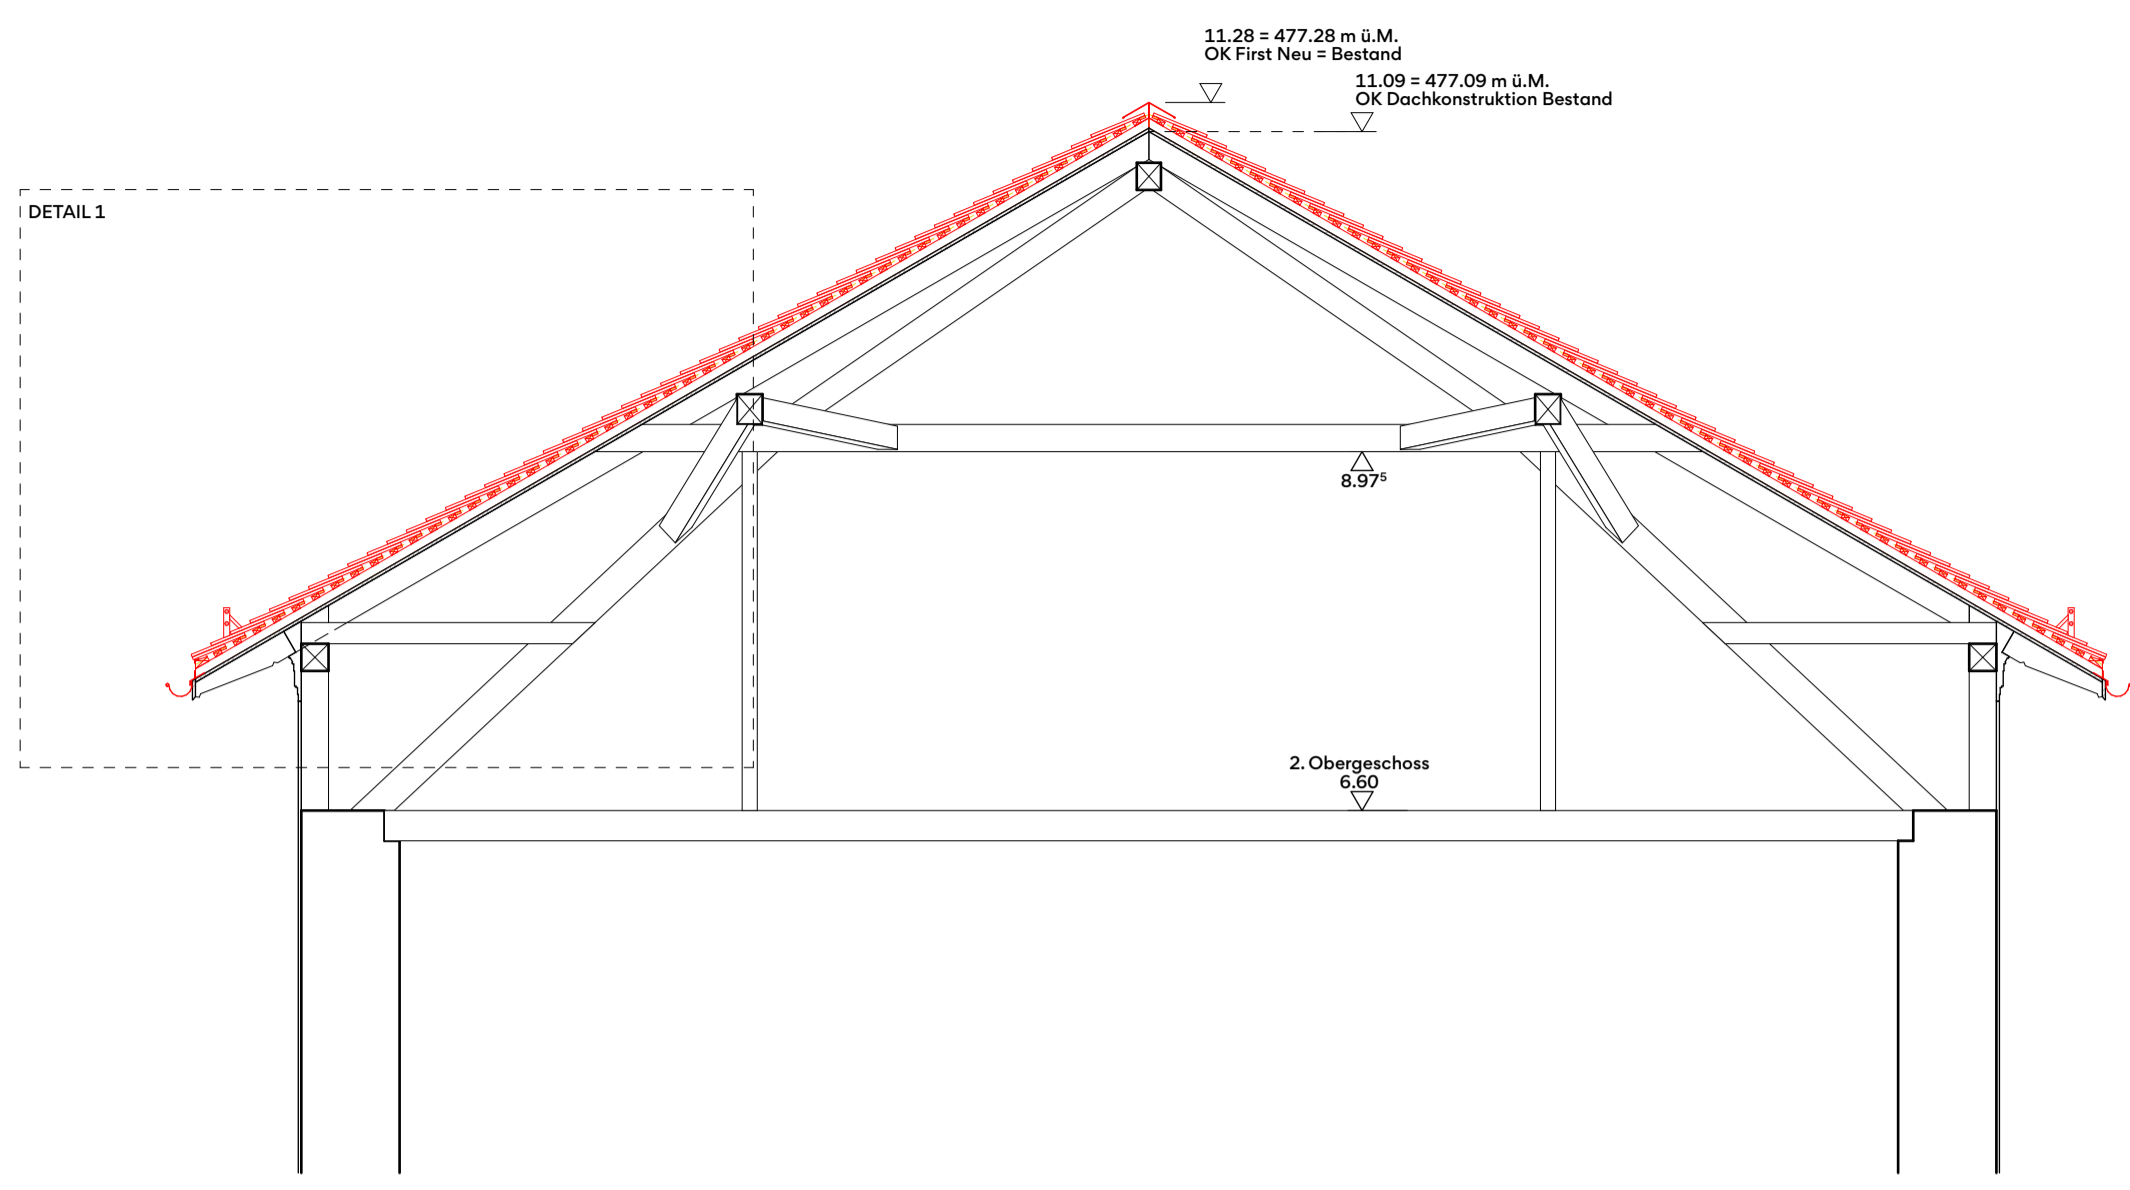 11.28 = 477.28 m ü.M.
OK First Neu = Bestand
11.09 = 477.09 m ü.M.
OK Dachkonstruktion Bestand
DETAIL 1
8.97⁵
2. Obergeschoss
6.60